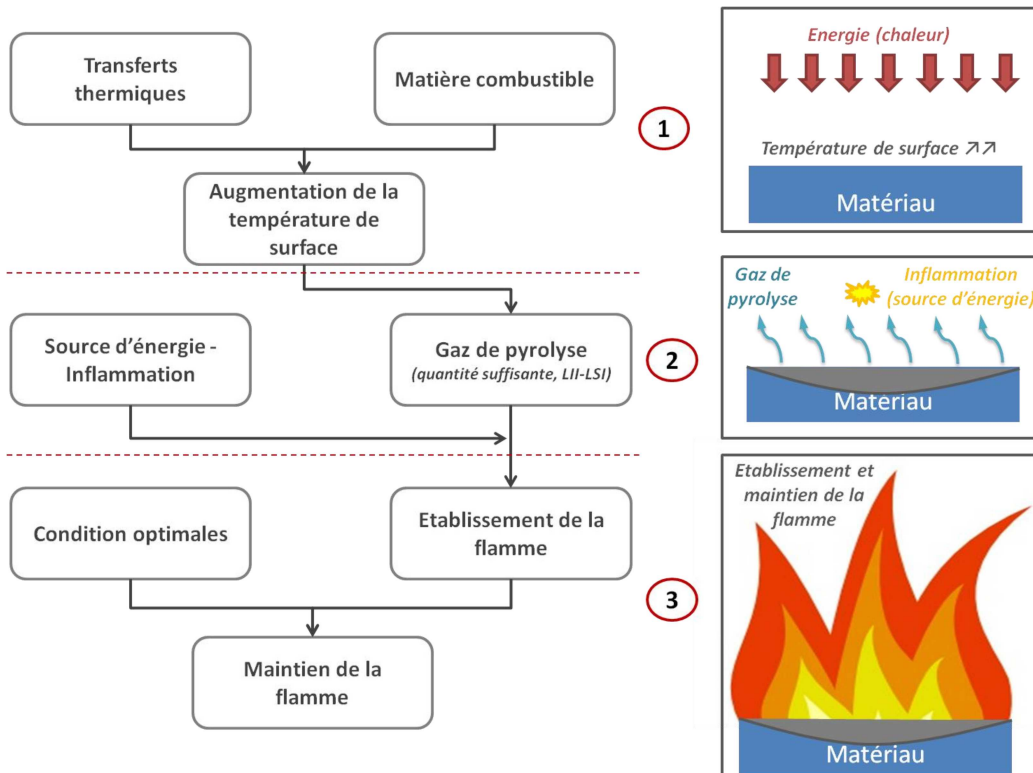 Transferts
thermiques
Matière combustible
1
Energie (chaleur)
Température de surface ↗↗
Matériau
Augmentation de la
température de
surface
Source d'énergie -
Inflammation
Gaz de pyrolyse
(quantité suffisante, LII-LSI)
2
Gaz de
pyrolyse
Inflammation
(source d'énergie)
Matériau
Condition optimales
Etablissement de la
flamme
3
Maintien de la
flamme
Etablissement et
maintien de la
flamme
Matériau